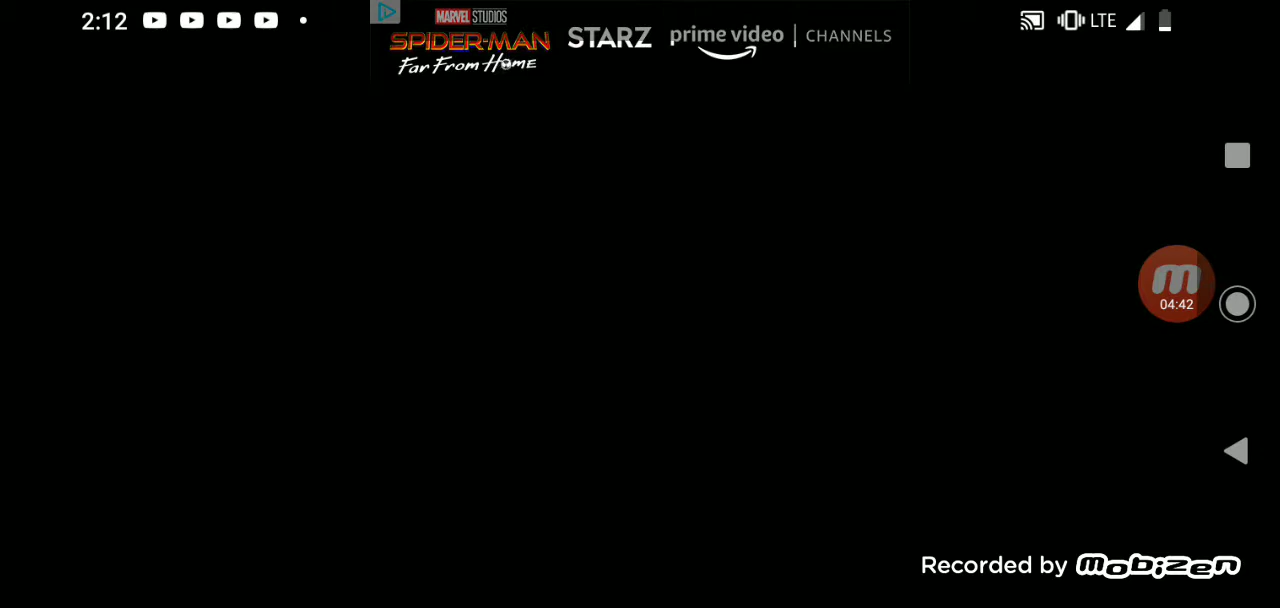 2:12
LTE
MARVEL STUDIOS
SPIDER-MAN
Far From Home
STARZ
prime video | CHANNELS
m
04:42
Recorded by mobizen